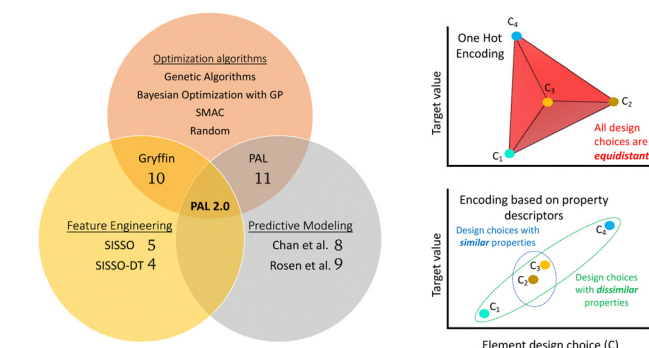 Optimization algorithms
Genetic Algorithms
Bayesian Optimization with GP
SMAC
Random
Gryffin
10
PAL
11
PAL 2.0
Feature Engineering
SISSO 5
SISSO-DT 4
Predictive Modeling
Chan et al. 8
Rosen et al. 9
Target value
One Hot
Encoding
C4
C3
C2
C1
All design
choices are
equidistant
Target value
Encoding based on property
descriptors
Design choices with
similar properties
C4
C3
C2
C1
Design choices
with dissimilar
properties
Element design choice (C)